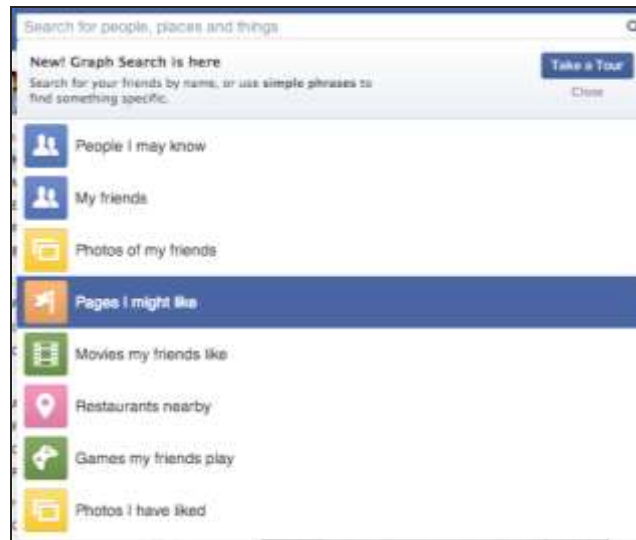 Search for people, places and things
New! Graph Search is here
Take a Tour
Search for your friends by name, or use simple phrases to
find something specific.
Close
People I may know
My friends
Photos of my friends
Pages I might like
Movies my friends like
Restaurants nearby
Games my friends play
Photos I have liked